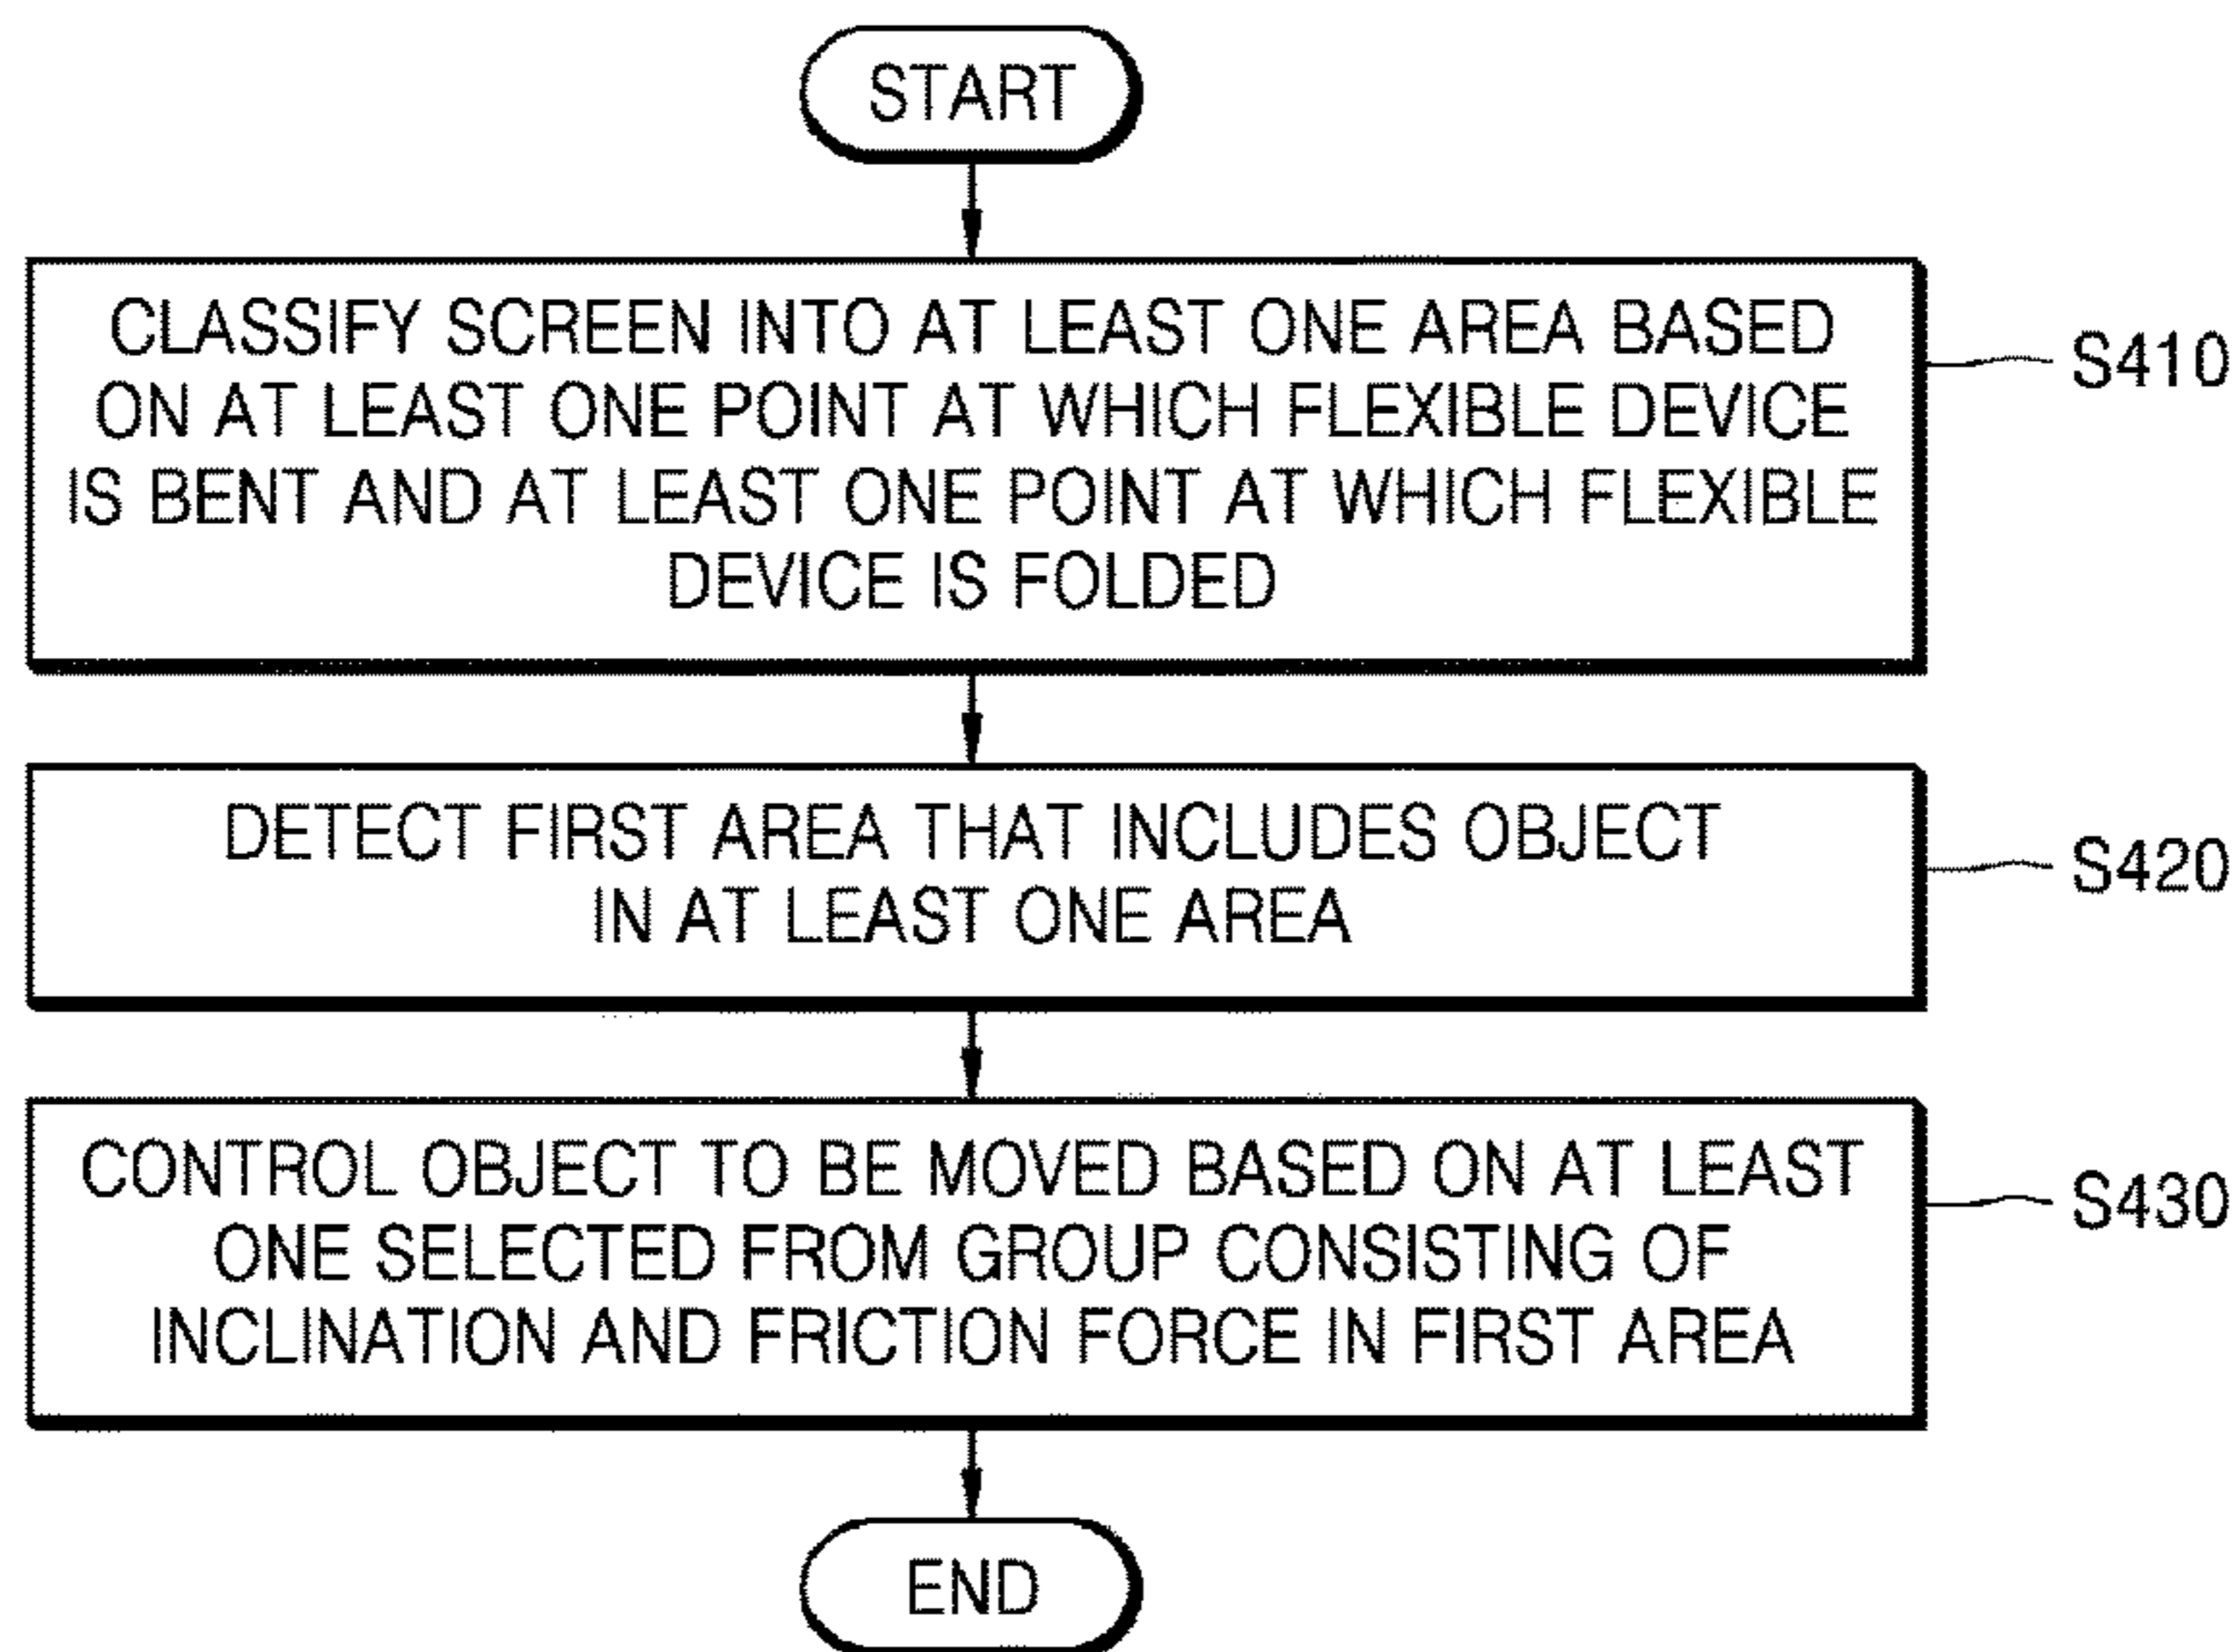 START
CLASSIFY SCREEN INTO AT LEAST ONE AREA BASED
ON AT LEAST ONE POINT AT WHICH FLEXIBLE DEVICE
IS BENT AND AT LEAST ONE POINT AT WHICH FLEXIBLE
DEVICE IS FOLDED
S410
DETECT FIRST AREA THAT INCLUDES OBJECT
IN AT LEAST ONE AREA
S420
CONTROL OBJECT TO BE MOVED BASED ON AT LEAST
ONE SELECTED FROM GROUP CONSISTING OF
INCLINATION AND FRICTION FORCE IN FIRST AREA
S430
END